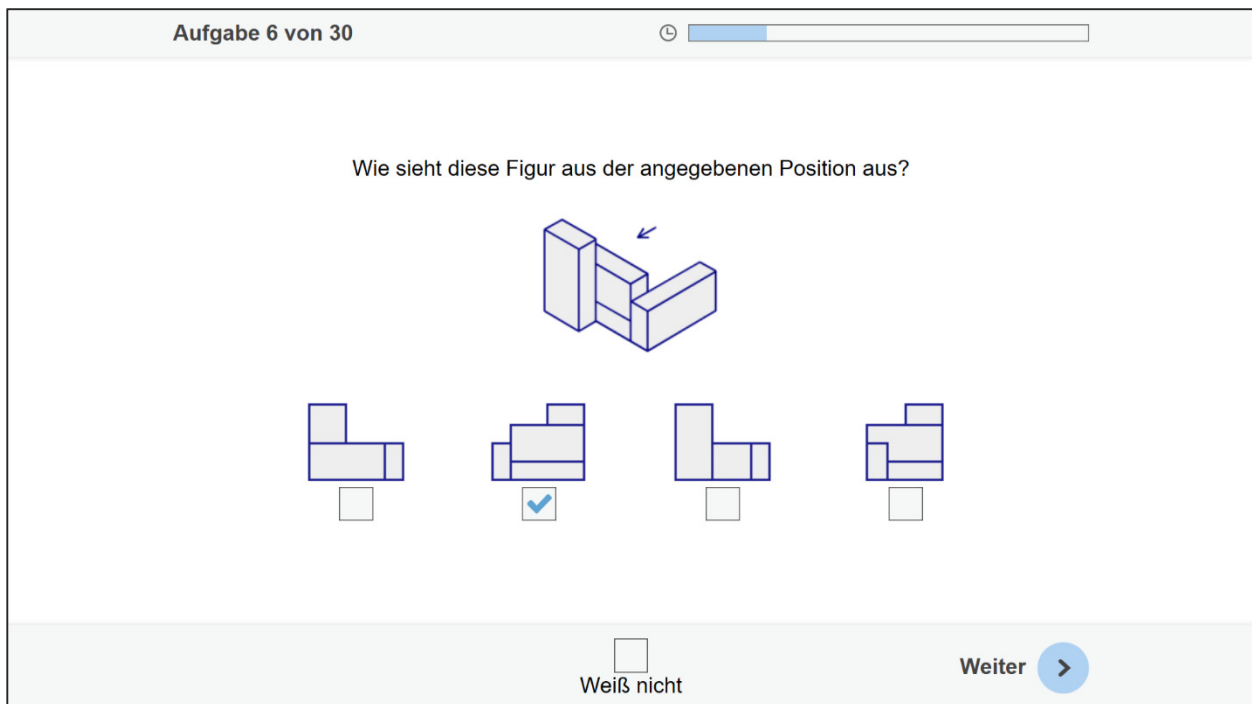 Aufgabe 6 von 30
Wie sieht diese Figur aus der angegebenen Position aus?
Weiß nicht
Weiter